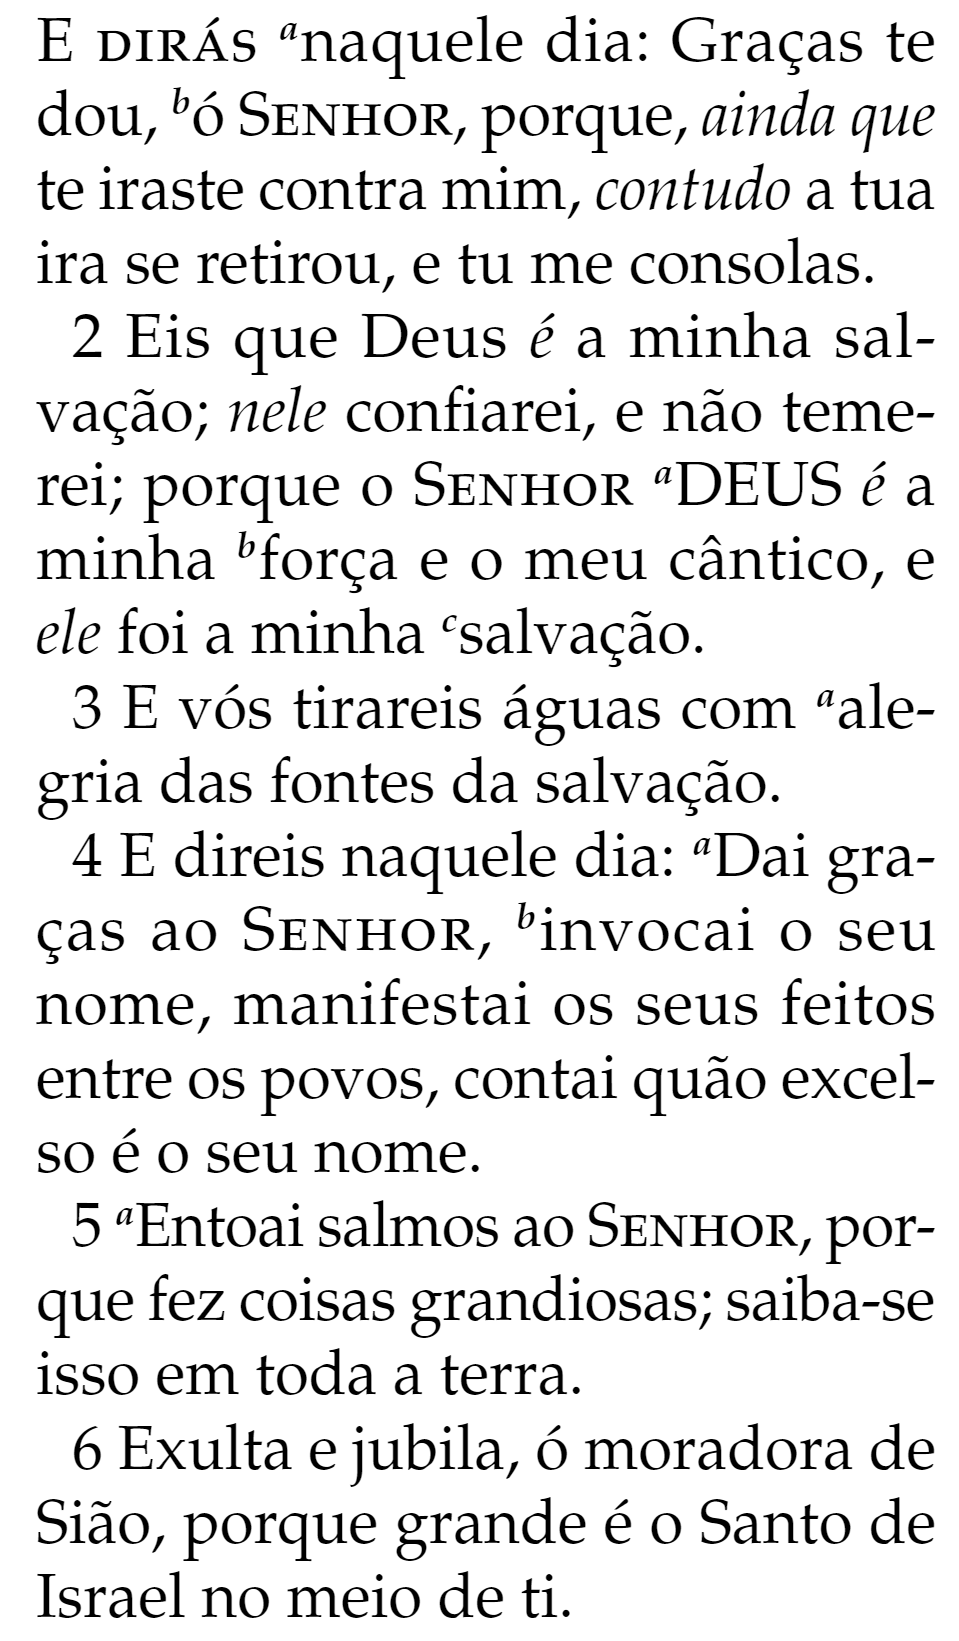 E DIRÁS ᵃnaquele dia: Graças te
dou, ᵇó SENHOR, porque, ainda que
te iraste contra mim, contudo a tua
ira se retirou, e tu me consolas.
2 Eis que Deus é a minha sal-
vação; nele confiarei, e não teme-
rei; porque o SENHOR ᵃDEUS é a
minha ᵇforça e o meu cântico, e
ele foi a minha ᶜsalvação.
3 E vós tirareis águas com ᵃale-
gria das fontes da salvação.
4 E direis naquele dia: ᵃDai gra-
ças ao SENHOR, ᵇinvocai o seu
nome, manifestai os seus feitos
entre os povos, contai quão excel-
so é o seu nome.
5 ᵃEntoai salmos ao SENHOR, por-
que fez coisas grandiosas; saiba-se
isso em toda a terra.
6 Exulta e jubila, ó moradora de
Sião, porque grande é o Santo de
Israel no meio de ti.